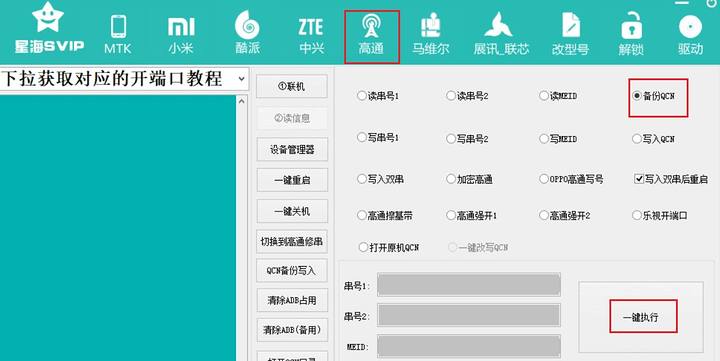 星海SVIP MTK 小米 酷派 ZTE 中兴 高通 马维尔 展讯_联芯 改型号 解锁 驱动
下拉获取对应的开端口教程
①联机
②读信息
设备管理器
一键重启
一键关机
切换到高通修串
QCN备份写入
清除ADB占用
清除ADB(备用)
打开QCN目录
读串号1 读串号2 读MEID 备份QCN
写串号1 写串号2 写MEID 写入QCN
写入双串 加密高通 OPPO高通写号 写入双串后重启
高通擦基带 高通强开1 高通强开2 乐视开端口
打开原机QCN 一键改写QCN
串号1:
串号2:
MEID:
一键执行